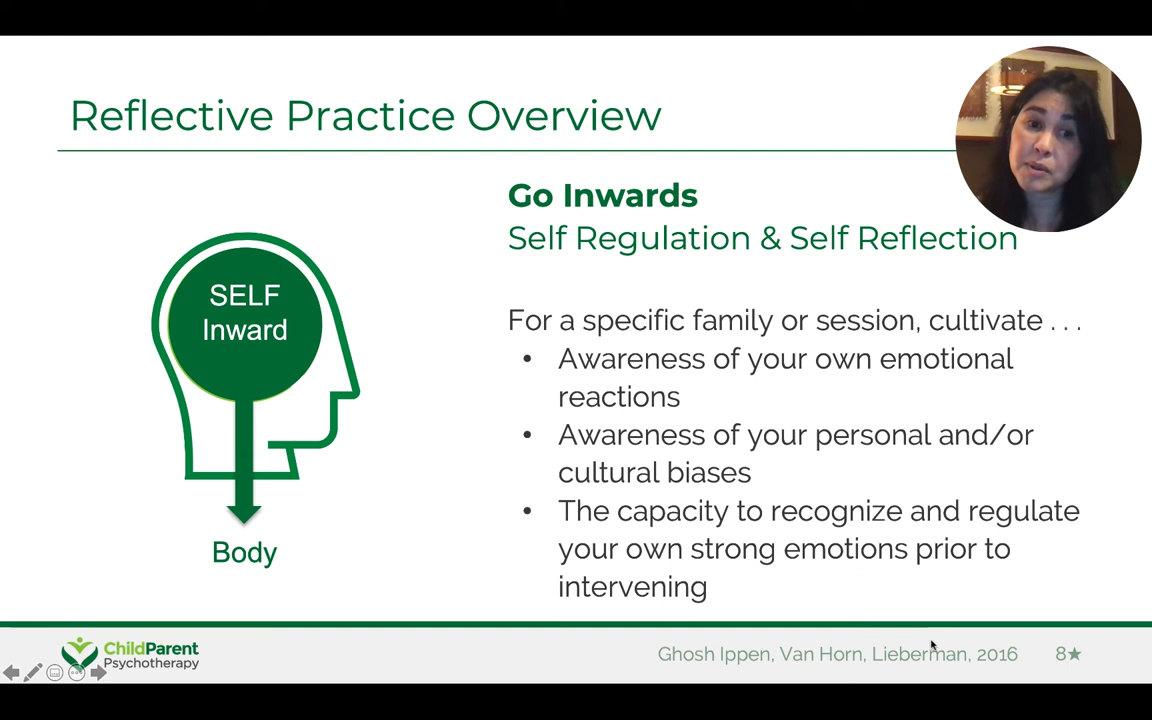 Reflective Practice Overview
Go Inwards
Self Regulation & Self Reflection
SELF
Inward
Body
For a specific family or session, cultivate . . .
• Awareness of your own emotional
reactions
• Awareness of your personal and/or
cultural biases
• The capacity to recognize and regulate
your own strong emotions prior to
intervening
ChildParent
Psychotherapy
Ghosh Ippen, Van Horn, Lieberman, 2016
8★